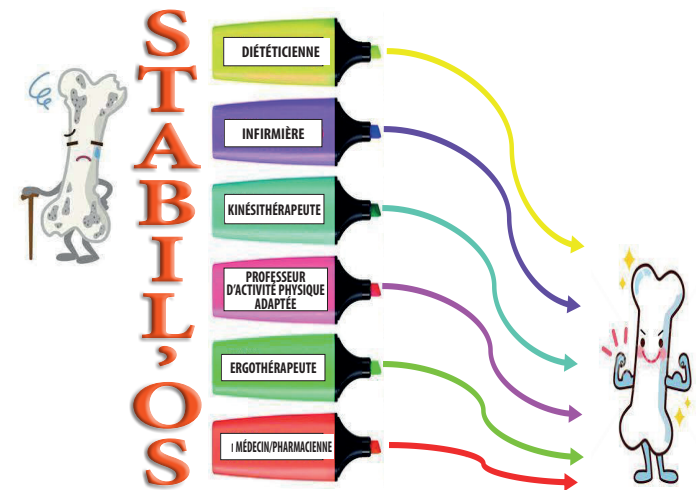 STABIL'OS
DIÉTÉTICIENNE
INFIRMIÈRE
KINÉSITHÉRAPEUTE
PROFESSEUR
D'ACTIVITÉ PHYSIQUE
ADAPTÉE
ERGOTHÉRAPEUTE
MÉDECIN/PHARMACIENNE